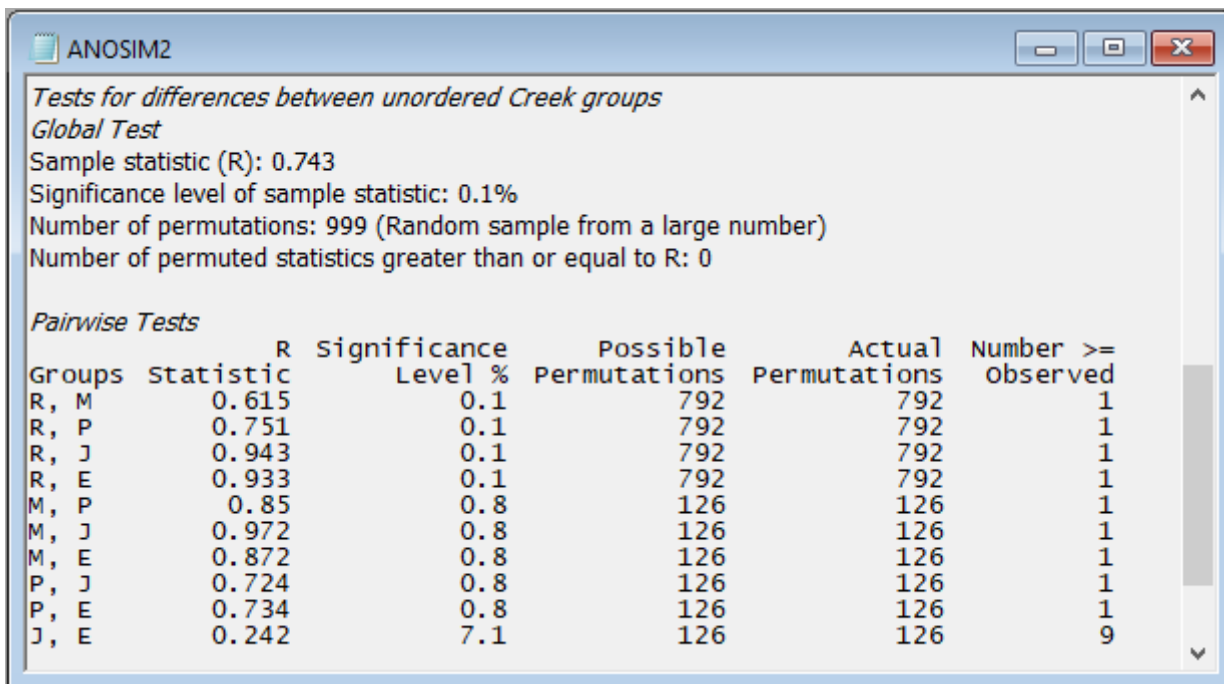 ANOSIM2
Tests for differences between unordered Creek groups
Global Test
Sample statistic (R): 0.743
Significance level of sample statistic: 0.1%
Number of permutations: 999 (Random sample from a large number)
Number of permuted statistics greater than or equal to R: 0
Pairwise Tests
R Significance Possible Actual Number >=
Groups Statistic Level % Permutations Permutations Observed
R, M 0.615 0.1 792 792 1
R, P 0.751 0.1 792 792 1
R, J 0.943 0.1 792 792 1
R, E 0.933 0.1 792 792 1
M, P 0.85 0.8 126 126 1
M, J 0.972 0.8 126 126 1
M, E 0.872 0.8 126 126 1
P, J 0.724 0.8 126 126 1
P, E 0.734 0.8 126 126 1
J, E 0.242 7.1 126 126 9